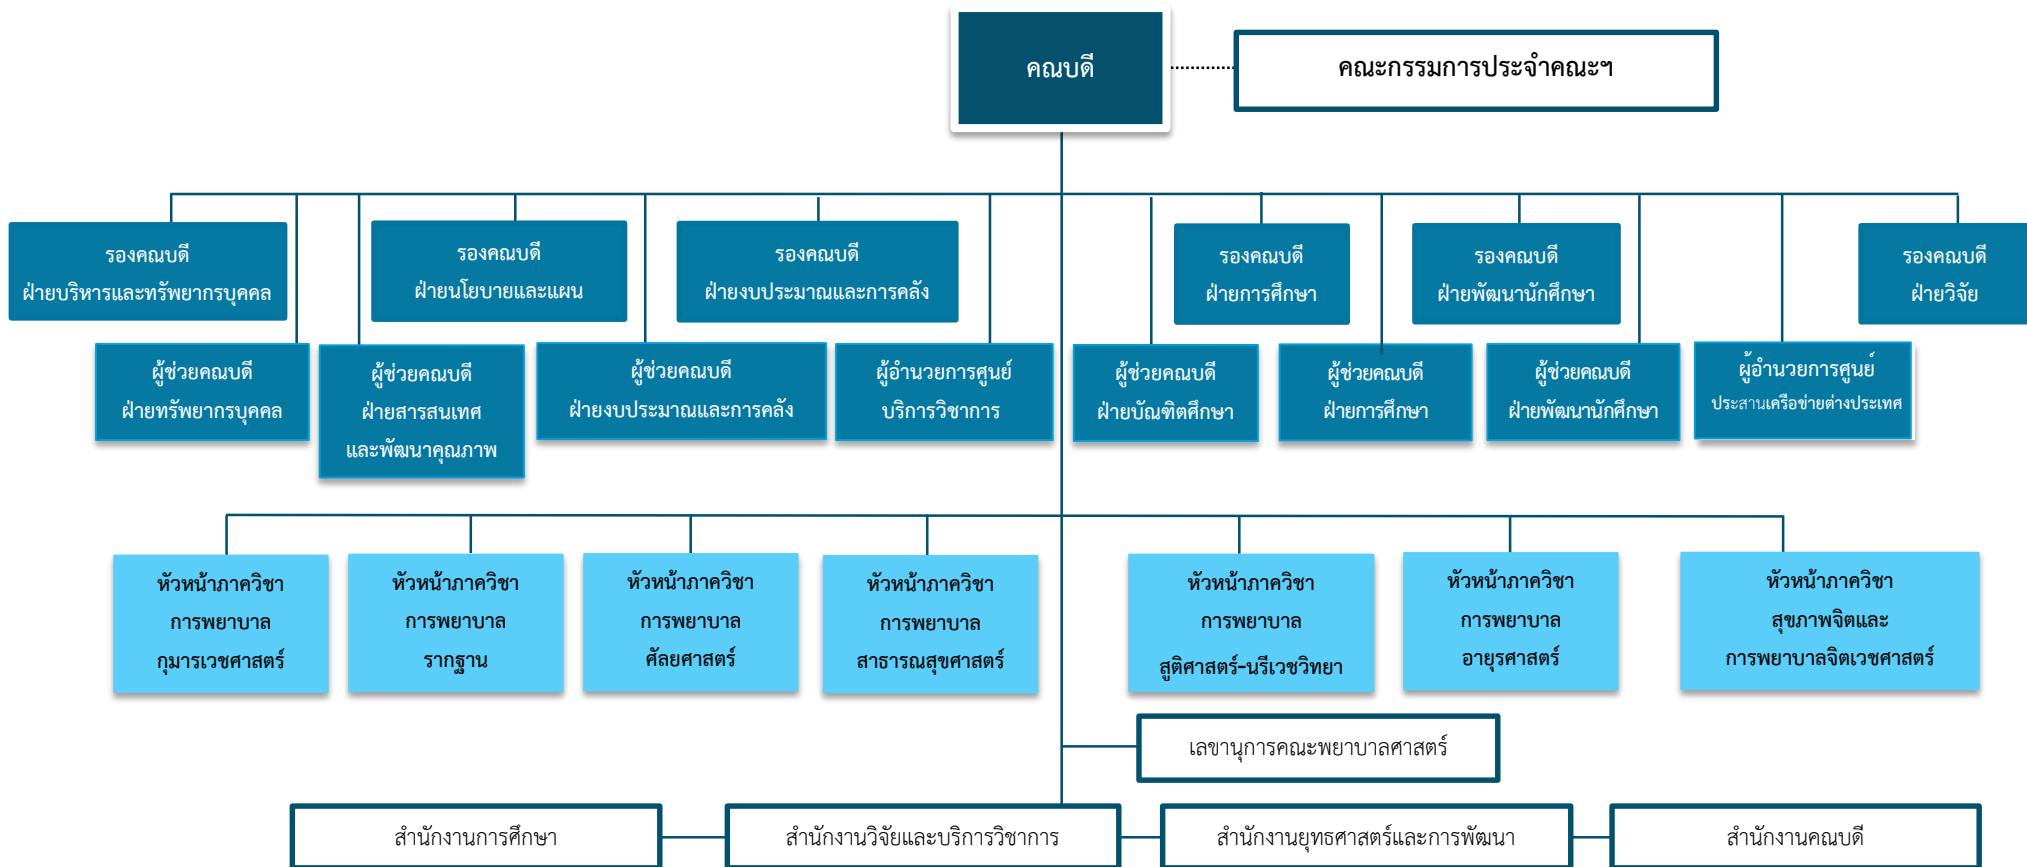 คณบดี
คณะกรรมการประจำคณะฯ
รองคณบดี
ฝ่ายบริหารและทรัพยากรบุคคล
รองคณบดี
ฝ่ายนโยบายและแผน
รองคณบดี
ฝ่ายงบประมาณและการคลัง
รองคณบดี
ฝ่ายการศึกษา
รองคณบดี
ฝ่ายพัฒนานักศึกษา
รองคณบดี
ฝ่ายวิจัย
ผู้ช่วยคณบดี
ฝ่ายทรัพยากรบุคคล
ผู้ช่วยคณบดี
ฝ่ายสารสนเทศ
และพัฒนาคุณภาพ
ผู้ช่วยคณบดี
ฝ่ายงบประมาณและการคลัง
ผู้อำนวยการศูนย์
บริการวิชาการ
ผู้ช่วยคณบดี
ฝ่ายบัณฑิตศึกษา
ผู้ช่วยคณบดี
ฝ่ายการศึกษา
ผู้ช่วยคณบดี
ฝ่ายพัฒนานักศึกษา
ผู้อำนวยการศูนย์
ประสานเครือข่ายต่างประเทศ
หัวหน้าภาควิชา
การพยาบาล
กุมารเวชศาสตร์
หัวหน้าภาควิชา
การพยาบาล
รากฐาน
หัวหน้าภาควิชา
การพยาบาล
ศัลยศาสตร์
หัวหน้าภาควิชา
การพยาบาล
สาธารณสุขศาสตร์
หัวหน้าภาควิชา
การพยาบาล
สูติศาสตร์-นรีเวชวิทยา
หัวหน้าภาควิชา
การพยาบาล
อายุรศาสตร์
หัวหน้าภาควิชา
สุขภาพจิตและ
การพยาบาลจิตเวชศาสตร์
เลขานุการคณะพยาบาลศาสตร์
สำนักงานการศึกษา
สำนักงานวิจัยและบริการวิชาการ
สำนักงานยุทธศาสตร์และการพัฒนา
สำนักงานคณบดี